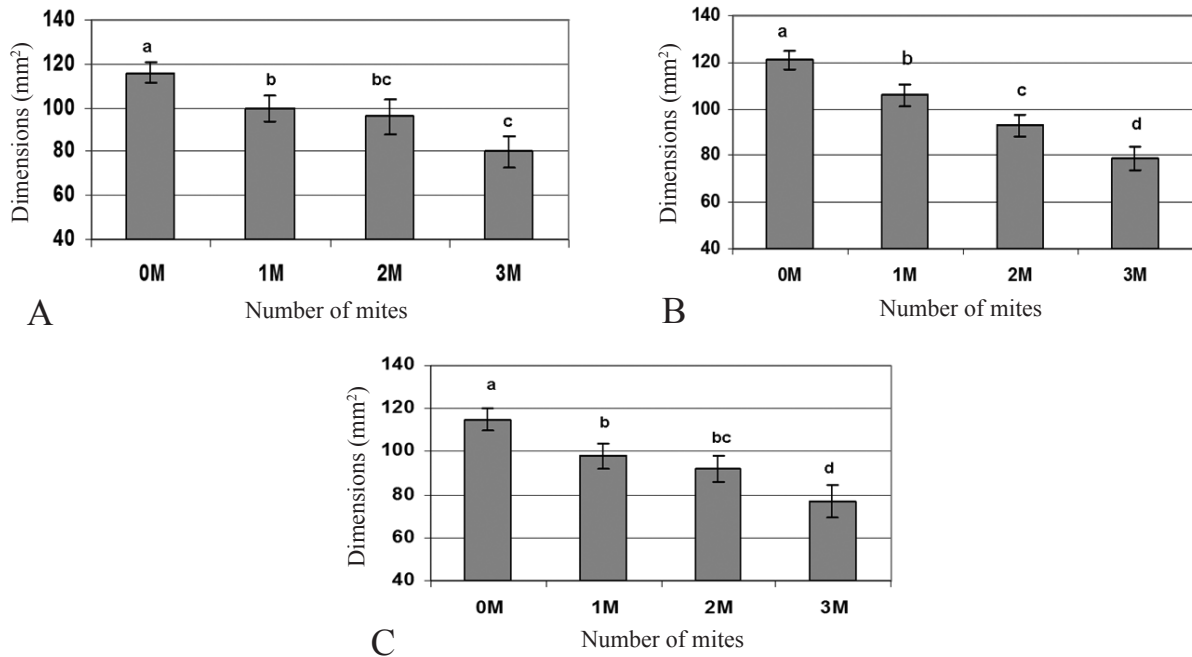 140
120
100
80
60
40
Dimensions (mm²)
a
b
bc
c
0M
1M
2M
3M
Number of mites
A
140
120
100
80
60
40
Dimensions (mm²)
a
b
c
d
0M
1M
2M
3M
Number of mites
B
140
120
100
80
60
40
Dimensions (mm²)
a
b
bc
d
0M
1M
2M
3M
Number of mites
C